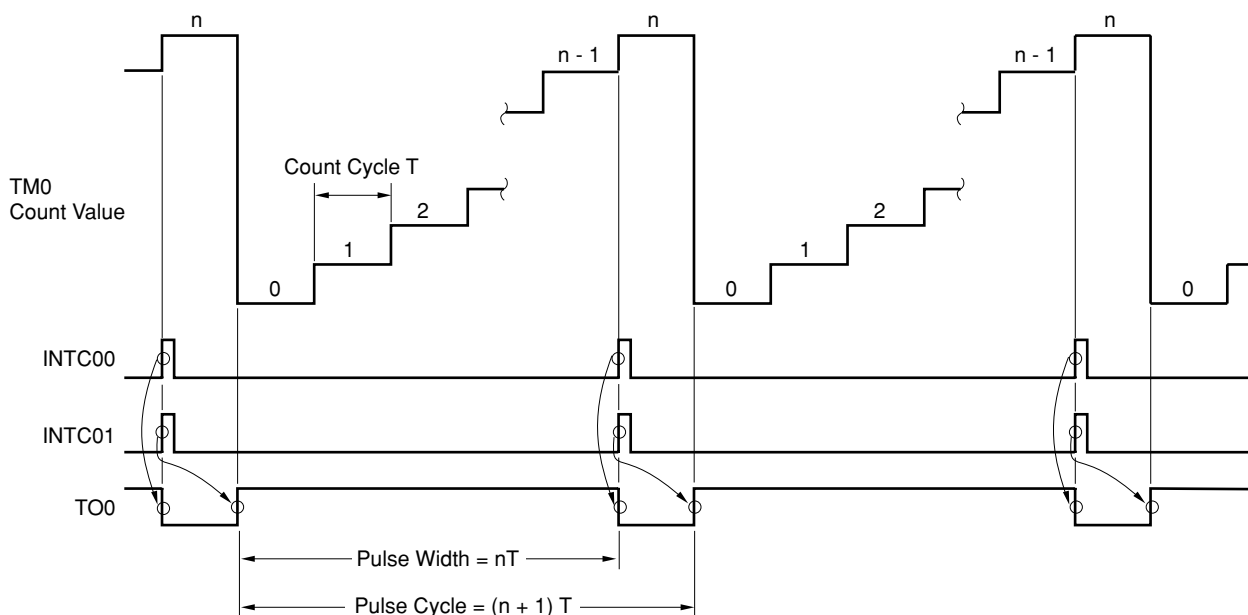 n
n
n
n - 1
n - 1
Count Cycle T
TM0
Count Value
2
2
1
1
0
0
0
INTC00
INTC01
TO0
Pulse Width = nT
Pulse Cycle = (n + 1) T